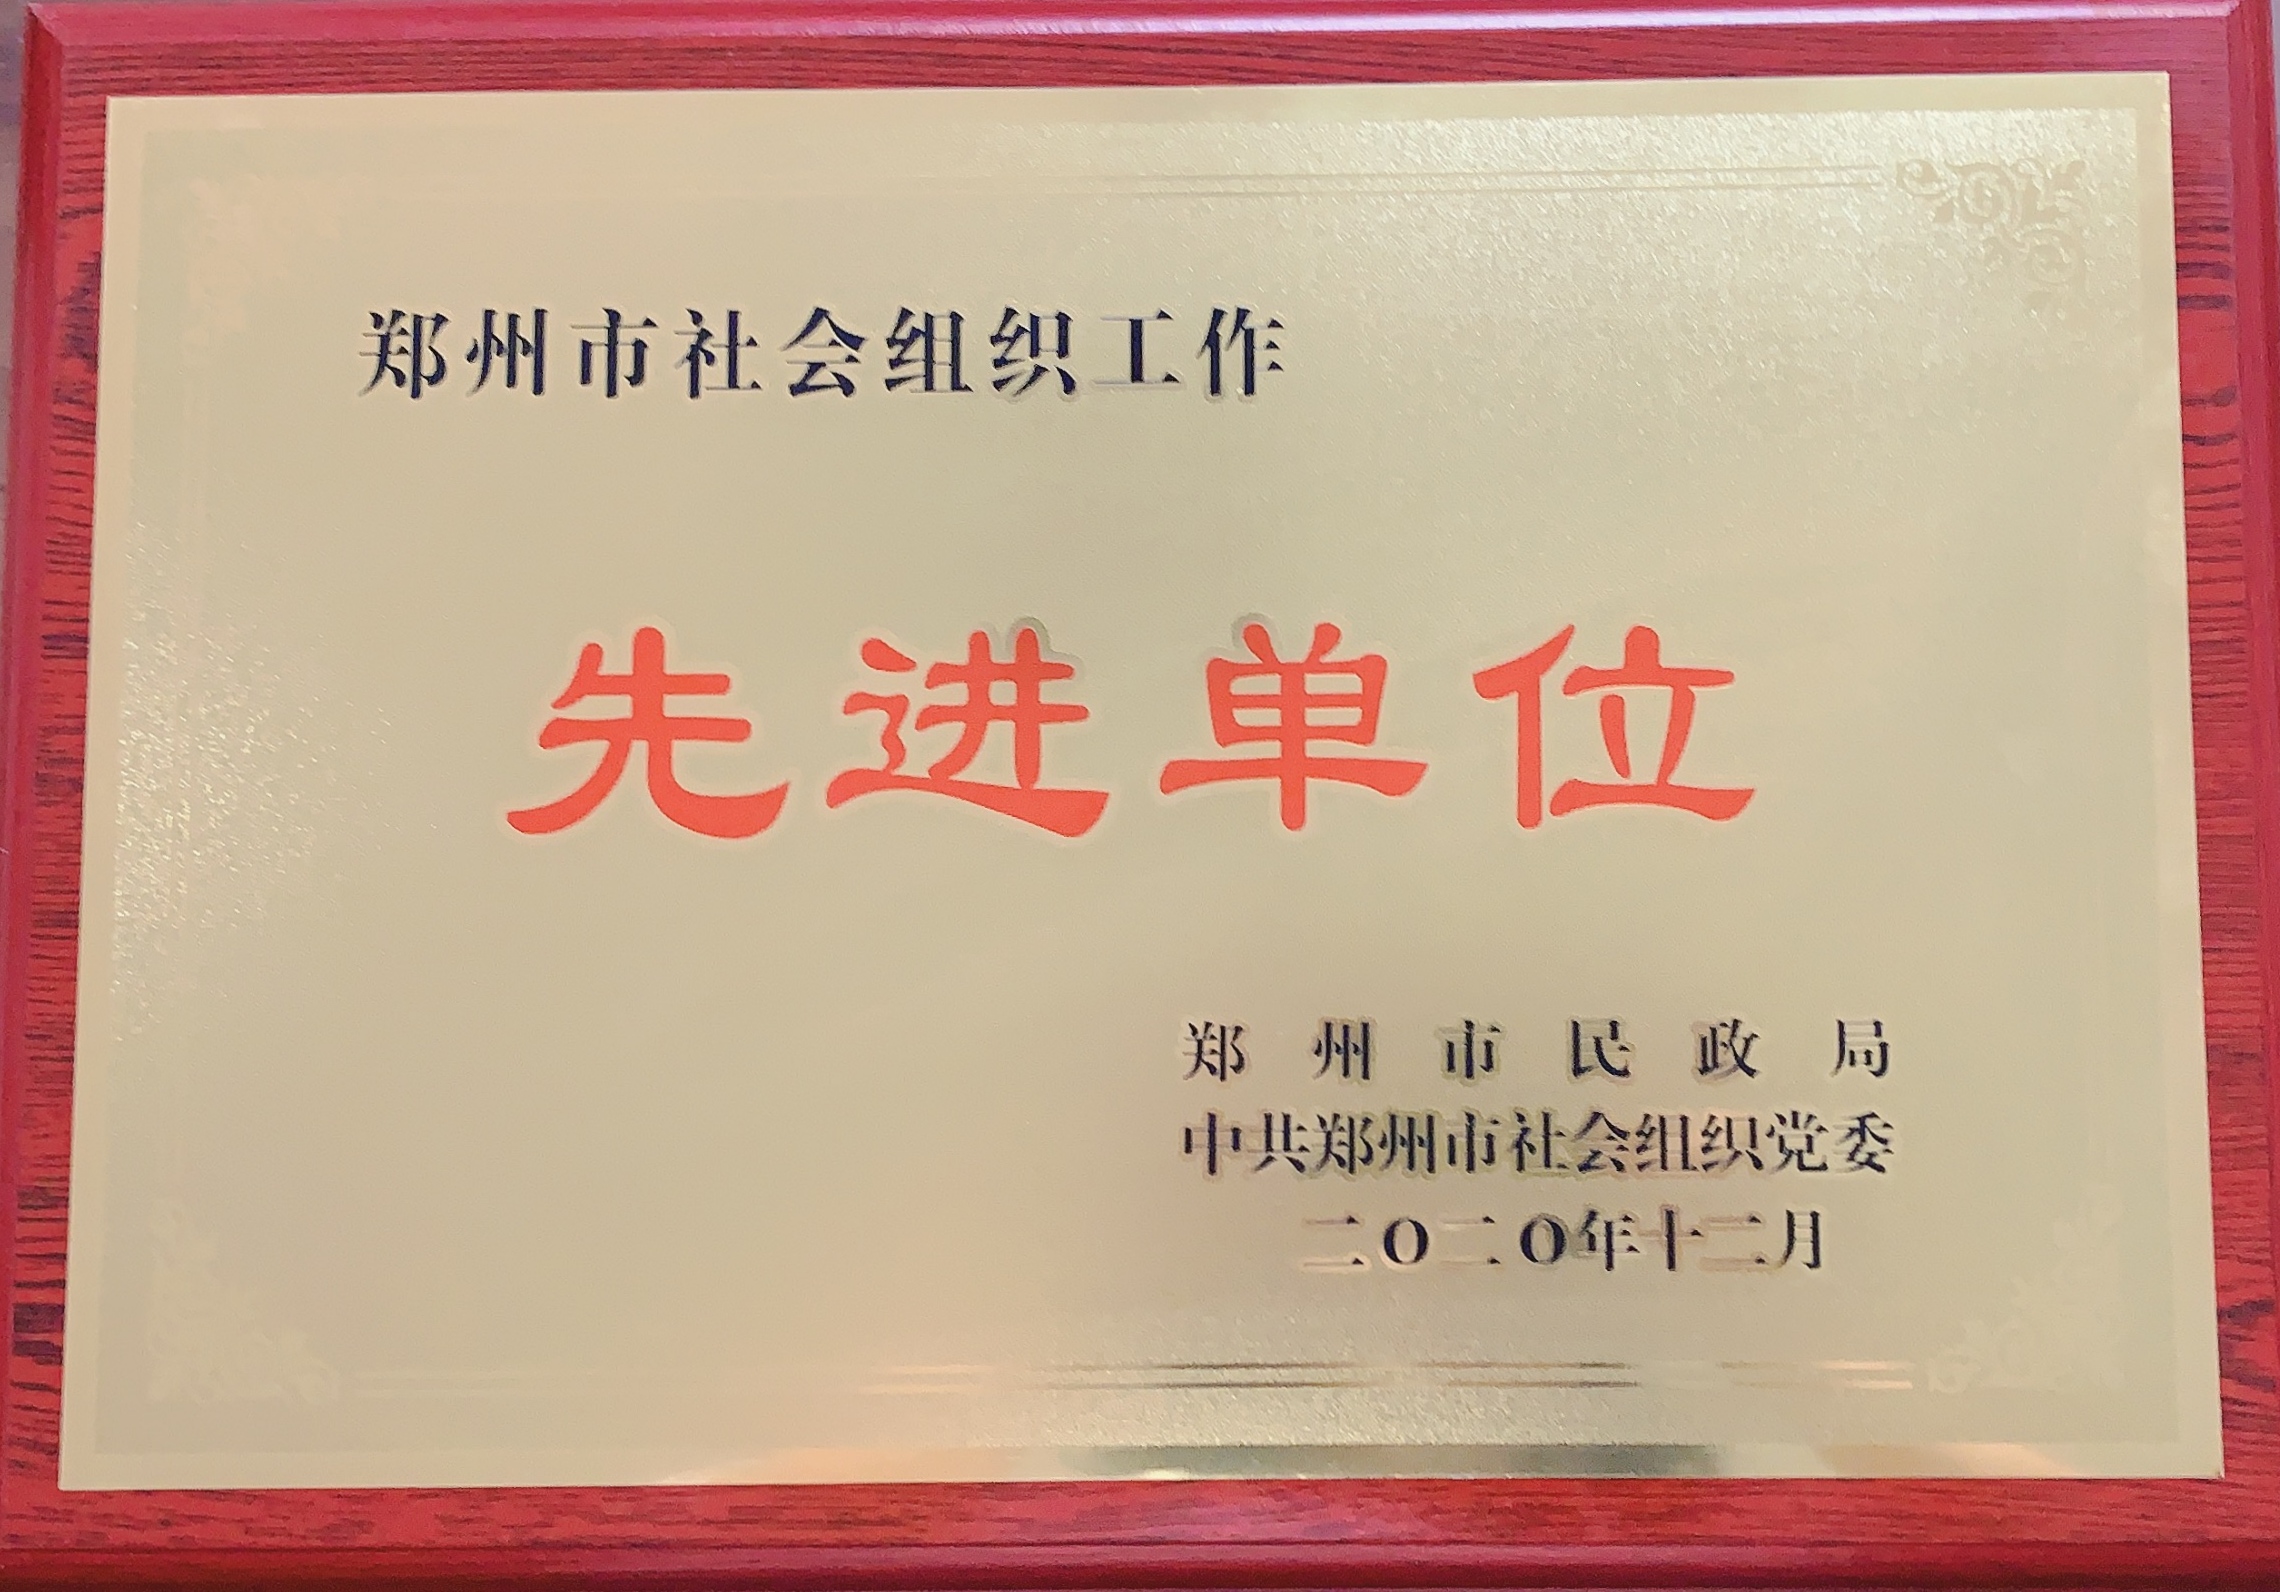 郑州市社会组织工作
先进单位
郑州市民政局
中共郑州市社会组织党委
二〇二〇年十二月